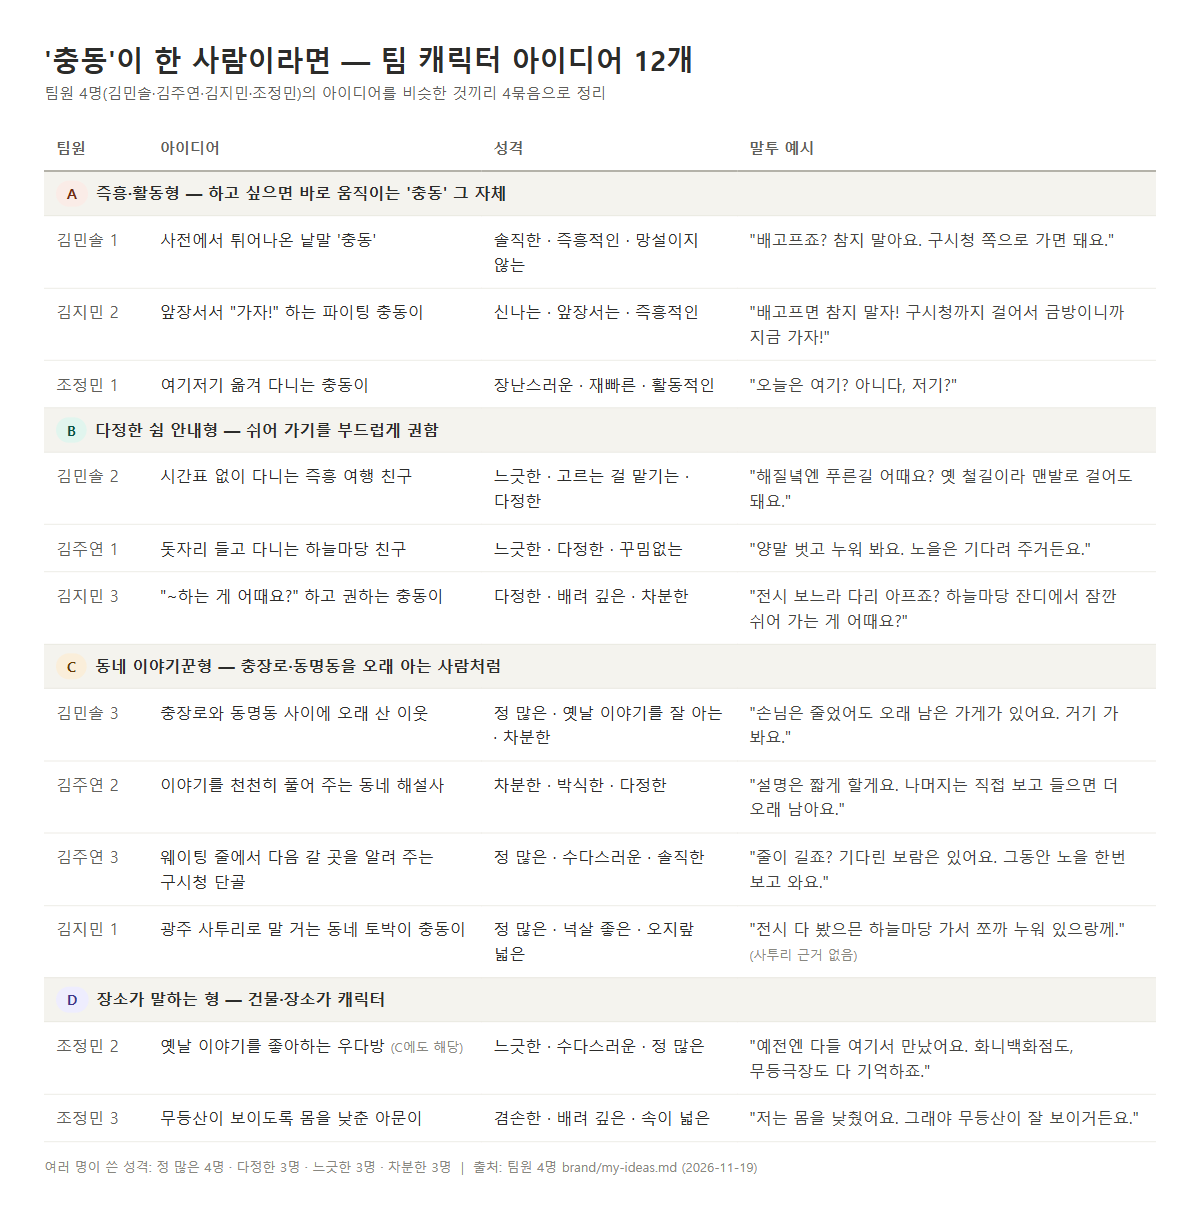 '충동'이 한 사람이라면 — 팀 캐릭터 아이디어 12개
팀원 4명(김민솔·김주연·김지민·조정민)의 아이디어를 비슷한 것끼리 4묶음으로 정리
팀원 아이디어 성격 말투 예시
A 즉흥·활동형 — 하고 싶으면 바로 움직이는 '충동' 그 자체
김민솔 1 사전에서 튀어나온 낱말 '충동' 솔직한 · 즉흥적인 · 망설이지 "배고프죠? 참지 말아요. 구시청 쪽으로 가면 돼요."
않는
김지민 2 앞장서서 "가자!" 하는 파이팅 충동이 신나는 · 앞장서는 · 즉흥적인 "배고프면 참지 말자! 구시청까지 걸어서 금방이니까
지금 가자!"
조정민 1 여기저기 옮겨 다니는 충동이 장난스러운 · 재빠른 · 활동적인 "오늘은 여기? 아니다, 저기?"
B 다정한 쉼 안내형 — 쉬어 가기를 부드럽게 권함
김민솔 2 시간표 없이 다니는 즉흥 여행 친구 느긋한 · 고르는 걸 맡기는 · "해질녘엔 푸른길 어때요? 옛 철길이라 맨발로 걸어도
다정한 돼요."
김주연 1 돗자리 들고 다니는 하늘마당 친구 느긋한 · 다정한 · 꾸밈없는 "양말 벗고 누워 봐요. 노을은 기다려 주거든요."
김지민 3 "~하는 게 어때요?" 하고 권하는 충동이 다정한 · 배려 깊은 · 차분한 "전시 보느라 다리 아프죠? 하늘마당 잔디에서 잠깐
쉬어 가는 게 어때요?"
C 동네 이야기꾼형 — 충장로·동명동을 오래 아는 사람처럼
김민솔 3 충장로와 동명동 사이에 오래 산 이웃 정 많은 · 옛날 이야기를 잘 아는 "손님은 줄었어도 오래 남은 가게가 있어요. 거기 가
· 차분한 봐요."
김주연 2 이야기를 천천히 풀어 주는 동네 해설사 차분한 · 박식한 · 다정한 "설명은 짧게 할게요. 나머지는 직접 보고 들으면 더
오래 남아요."
김주연 3 웨이팅 줄에서 다음 갈 곳을 알려 주는 정 많은 · 수다스러운 · 솔직한 "줄이 길죠? 기다린 보람은 있어요. 그동안 노을 한번
구시청 단골 보고 와요."
김지민 1 광주 사투리로 말 거는 동네 토박이 충동이 정 많은 · 넉살 좋은 · 오지랖 "전시 다 봤으믄 하늘마당 가서 쪼까 누워 있으랑께."
넓은 (사투리 근거 없음)
D 장소가 말하는 형 — 건물·장소가 캐릭터
조정민 2 옛날 이야기를 좋아하는 우다방 (C에도 해당) 느긋한 · 수다스러운 · 정 많은 "예전엔 다들 여기서 만났어요. 화니백화점도,
무등극장도 다 기억하죠."
조정민 3 무등산이 보이도록 몸을 낮춘 아문이 겸손한 · 배려 깊은 · 속이 넓은 "저는 몸을 낮췄어요. 그래야 무등산이 잘 보이거든요."
여러 명이 쓴 성격: 정 많은 4명 · 다정한 3명 · 느긋한 3명 · 차분한 3명 | 출처: 팀원 4명 brand/my-ideas.md (2026-11-19)